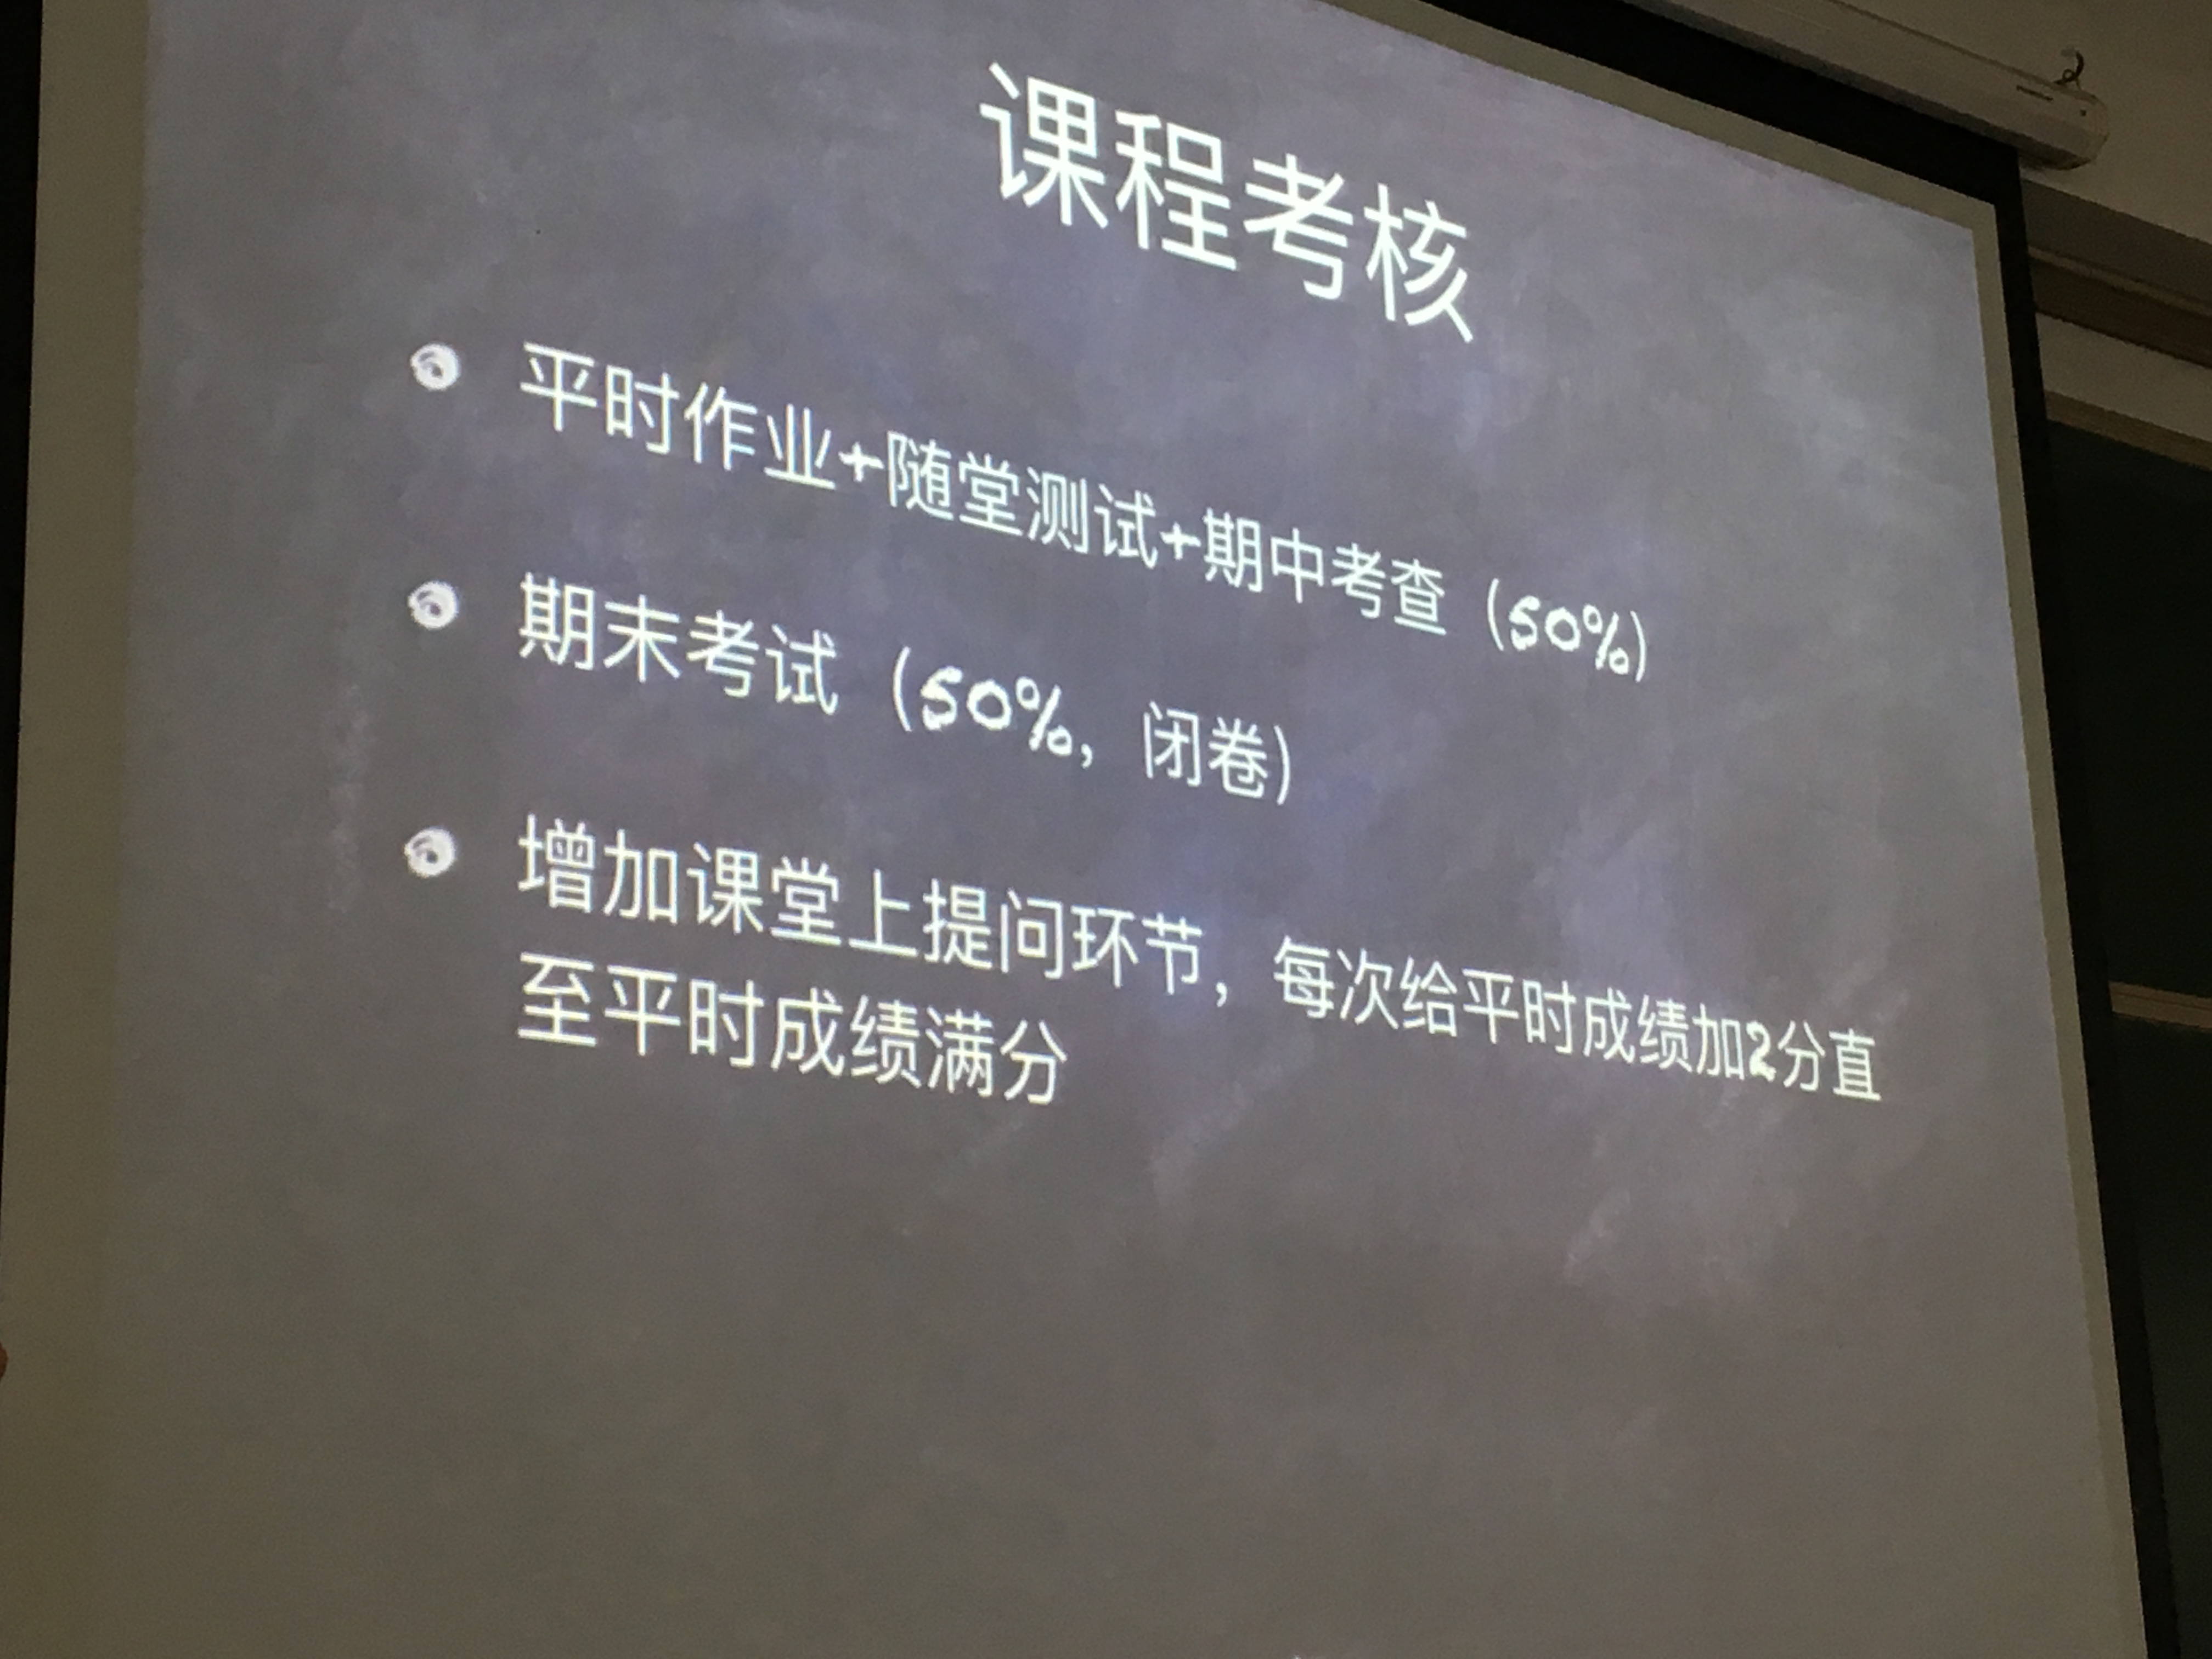 课程考核
平时作业+随堂测试+期中考查（50%）
期末考试（50%，闭卷）
增加课堂上提问环节，每次给平时成绩加2分直
至平时成绩满分